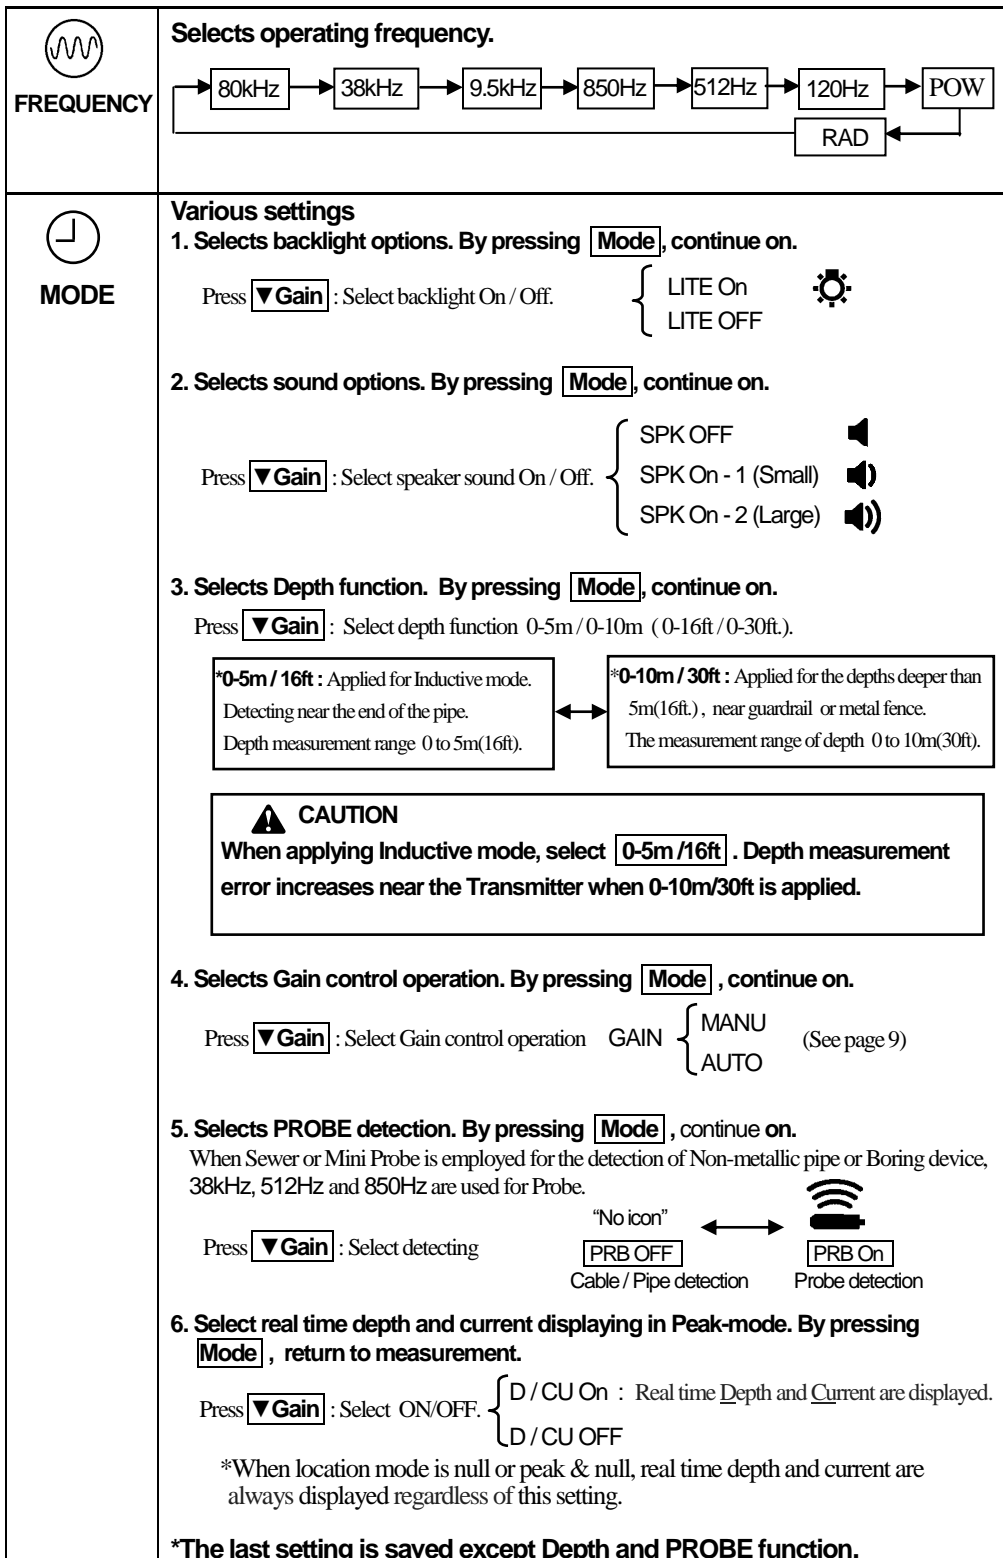 FREQUENCY
Selects operating frequency.
80kHz 38kHz 9.5kHz 850Hz 512Hz 120Hz POW
RAD
MODE
Various settings
1. Selects backlight options. By pressing Mode, continue on.
Press ▼Gain : Select backlight On / Off.
LITE On
LITE OFF
2. Selects sound options. By pressing Mode, continue on.
Press ▼Gain : Select speaker sound On / Off.
SPK OFF
SPK On - 1 (Small)
SPK On - 2 (Large)
3. Selects Depth function. By pressing Mode, continue on.
Press ▼Gain : Select depth function 0-5m / 0-10m ( 0-16ft / 0-30ft.).
*0-5m / 16ft : Applied for Inductive mode.
Detecting near the end of the pipe.
Depth measurement range 0 to 5m(16ft).
*0-10m / 30ft : Applied for the depths deeper than
5m(16ft.) , near guardrail or metal fence.
The measurement range of depth 0 to 10m(30ft).
CAUTION
When applying Inductive mode, select 0-5m /16ft . Depth measurement
error increases near the Transmitter when 0-10m/30ft is applied.
4. Selects Gain control operation. By pressing Mode , continue on.
Press ▼Gain : Select Gain control operation GAIN
MANU
AUTO
(See page 9)
5. Selects PROBE detection. By pressing Mode , continue on.
When Sewer or Mini Probe is employed for the detection of Non-metallic pipe or Boring device,
38kHz, 512Hz and 850Hz are used for Probe.
“No icon”
Press ▼Gain : Select detecting
PRB OFF PRB On
Cable / Pipe detection Probe detection
6. Select real time depth and current displaying in Peak-mode. By pressing
Mode , return to measurement.
Press ▼Gain : Select ON/OFF.
D / CU On : Real time Depth and Current are displayed.
D / CU OFF
*When location mode is null or peak & null, real time depth and current are
always displayed regardless of this setting.
*The last setting is saved except Depth and PROBE function.